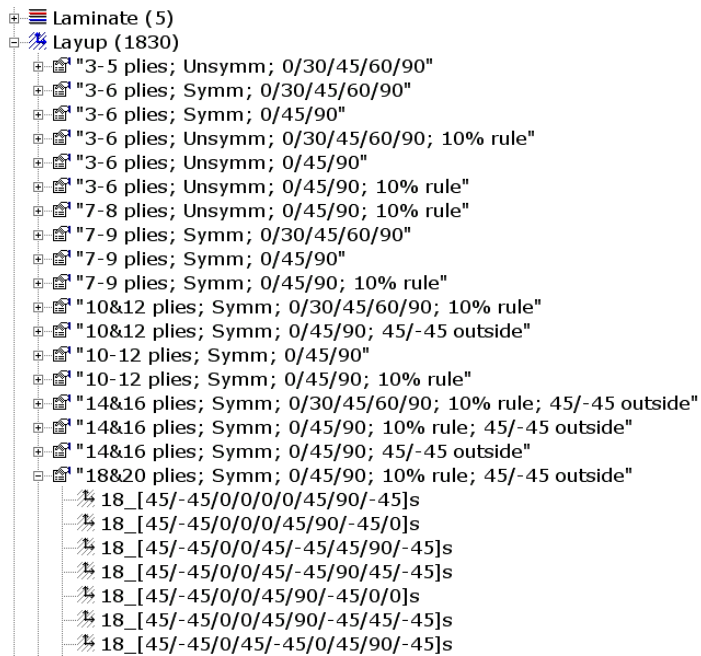 Laminate (5)
Layup (1830)
"3-5 plies; Unsymm; 0/30/45/60/90"
"3-6 plies; Symm; 0/30/45/60/90"
"3-6 plies; Symm; 0/45/90"
"3-6 plies; Unsymm; 0/30/45/60/90; 10% rule"
"3-6 plies; Unsymm; 0/45/90"
"3-6 plies; Unsymm; 0/45/90; 10% rule"
"7-8 plies; Unsymm; 0/45/90; 10% rule"
"7-9 plies; Symm; 0/30/45/60/90"
"7-9 plies; Symm; 0/45/90"
"7-9 plies; Symm; 0/45/90; 10% rule"
"10&12 plies; Symm; 0/30/45/60/90; 10% rule"
"10&12 plies; Symm; 0/45/90; 45/-45 outside"
"10-12 plies; Symm; 0/45/90"
"10-12 plies; Symm; 0/45/90; 10% rule"
"14&16 plies; Symm; 0/30/45/60/90; 10% rule; 45/-45 outside"
"14&16 plies; Symm; 0/45/90; 10% rule; 45/-45 outside"
"14&16 plies; Symm; 0/45/90; 45/-45 outside"
"18&20 plies; Symm; 0/45/90; 10% rule; 45/-45 outside"
18_[45/-45/0/0/0/0/45/90/-45]s
18_[45/-45/0/0/0/45/90/-45/0]s
18_[45/-45/0/0/45/-45/45/90/-45]s
18_[45/-45/0/0/45/-45/90/45/-45]s
18_[45/-45/0/0/45/90/-45/0/0]s
18_[45/-45/0/0/45/90/-45/45/-45]s
18_[45/-45/0/45/-45/0/45/90/-45]s